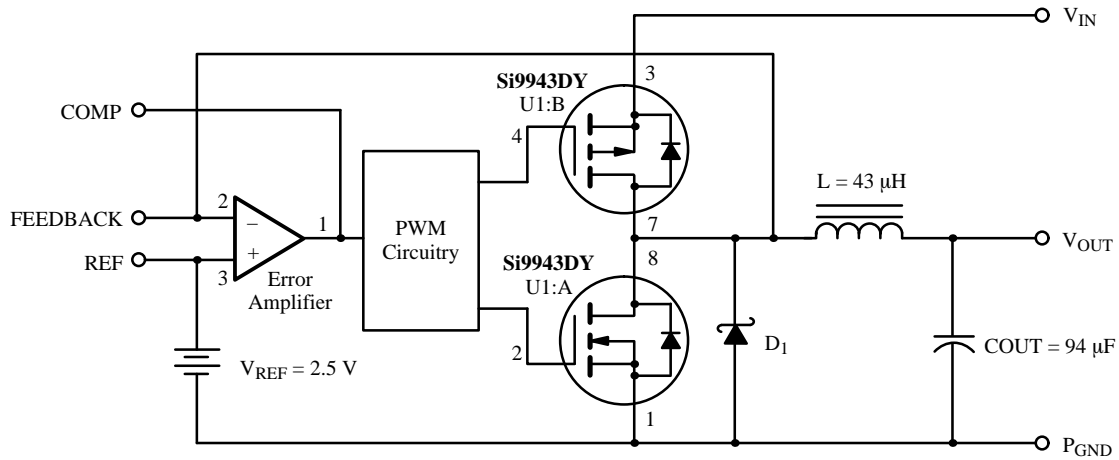 V_IN
3
Si9943DY
U1:B
COMP
4
L = 43 µH
FEEDBACK
2
−
1
PWM
Circuitry
7
V_OUT
REF
+
3
Error
Amplifier
8
Si9943DY
U1:A
2
V_REF = 2.5 V
D_1
COUT = 94 µF
1
P_GND